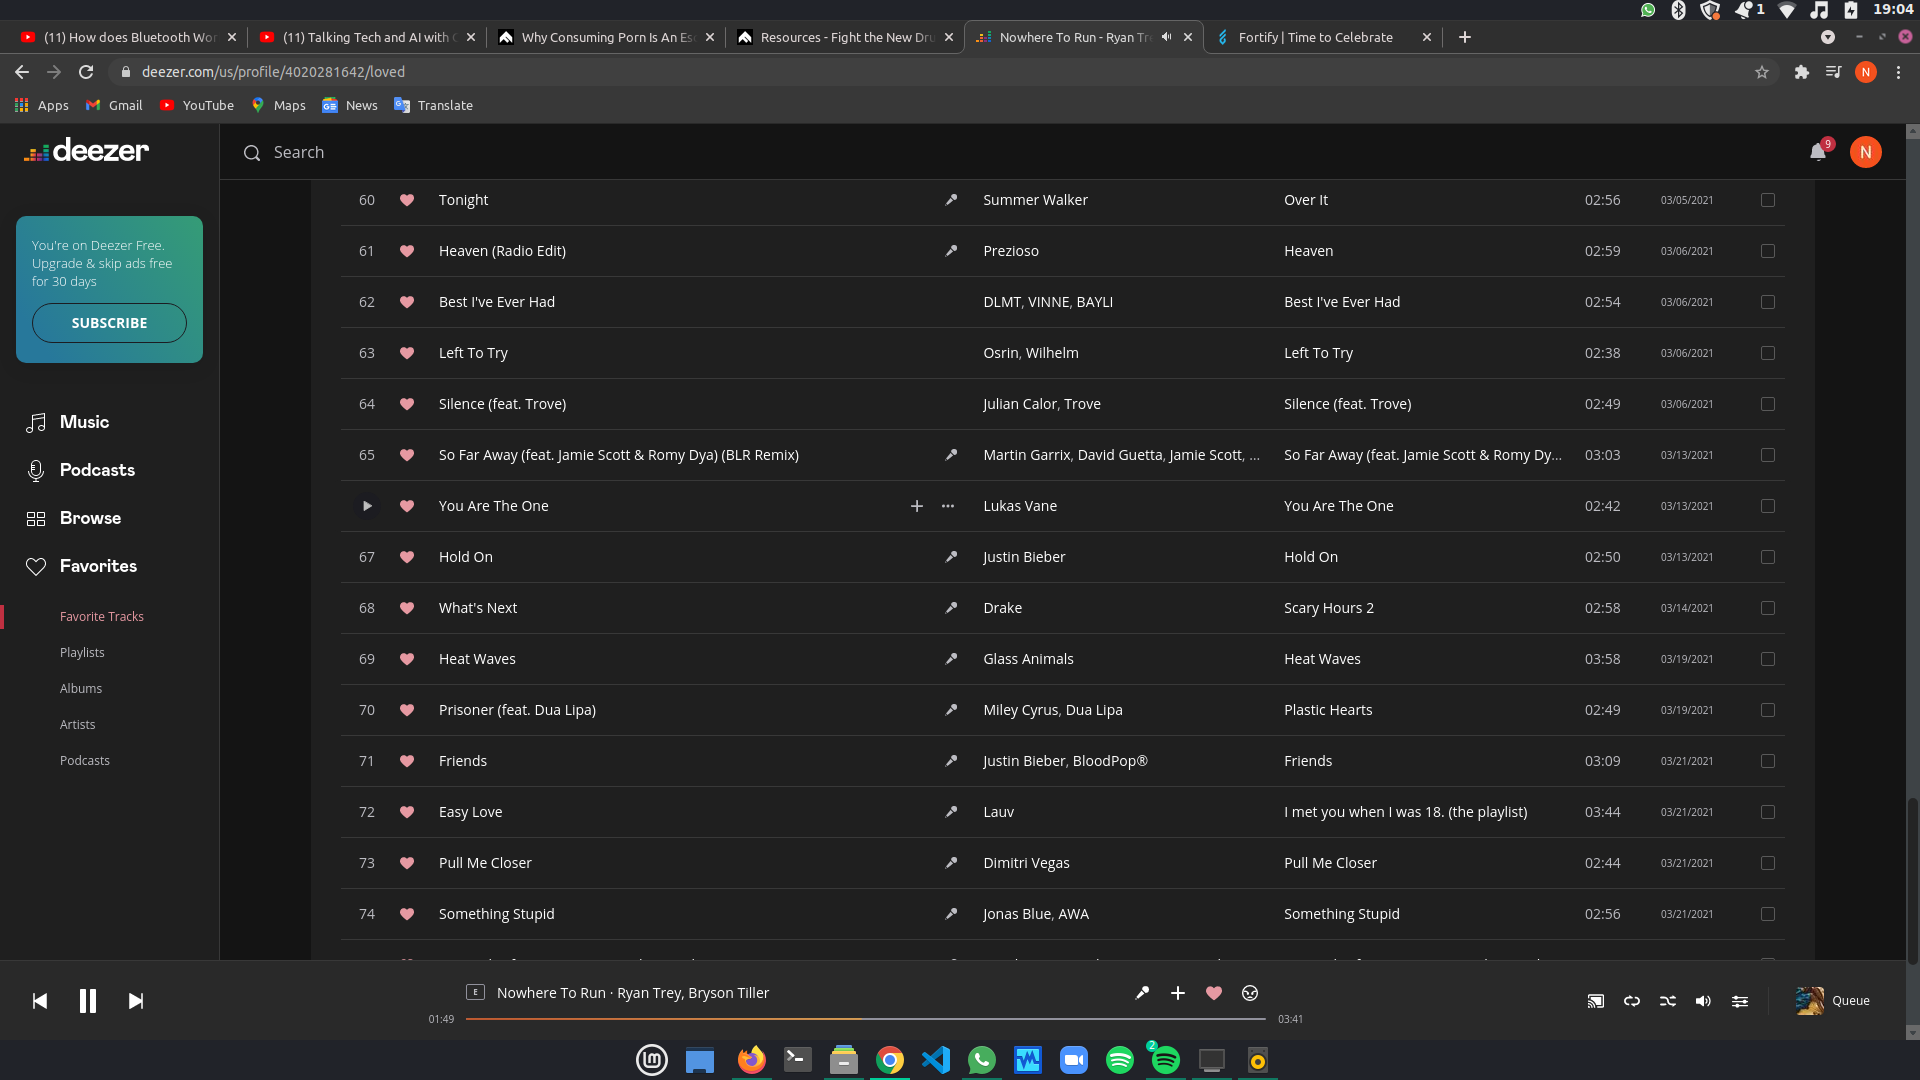 1 19:04
(11) How does Bluetooth Wor
(11) Talking Tech and AI with
Why Consuming Porn Is An Es
Resources - Fight the New Dru
Nowhere To Run - Ryan Tre
Fortify | Time to Celebrate
deezer.com/us/profile/4020281642/loved
N
Apps Gmail YouTube Maps News Translate
deezer
Search
9
N
You're on Deezer Free.
Upgrade & skip ads free
for 30 days
SUBSCRIBE
Music
Podcasts
Browse
Favorites
Favorite Tracks
Playlists
Albums
Artists
Podcasts
60 Tonight Summer Walker Over It 02:56 03/05/2021
61 Heaven (Radio Edit) Prezioso Heaven 02:59 03/06/2021
62 Best I've Ever Had DLMT, VINNE, BAYLI Best I've Ever Had 02:54 03/06/2021
63 Left To Try Osrin, Wilhelm Left To Try 02:38 03/06/2021
64 Silence (feat. Trove) Julian Calor, Trove Silence (feat. Trove) 02:49 03/06/2021
65 So Far Away (feat. Jamie Scott & Romy Dya) (BLR Remix) Martin Garrix, David Guetta, Jamie Scott, ... So Far Away (feat. Jamie Scott & Romy Dy... 03:03 03/13/2021
You Are The One Lukas Vane You Are The One 02:42 03/13/2021
67 Hold On Justin Bieber Hold On 02:50 03/13/2021
68 What's Next Drake Scary Hours 2 02:58 03/14/2021
69 Heat Waves Glass Animals Heat Waves 03:58 03/19/2021
70 Prisoner (feat. Dua Lipa) Miley Cyrus, Dua Lipa Plastic Hearts 02:49 03/19/2021
71 Friends Justin Bieber, BloodPop® Friends 03:09 03/21/2021
72 Easy Love Lauv I met you when I was 18. (the playlist) 03:44 03/21/2021
73 Pull Me Closer Dimitri Vegas Pull Me Closer 02:44 03/21/2021
74 Something Stupid Jonas Blue, AWA Something Stupid 02:56 03/21/2021
E Nowhere To Run · Ryan Trey, Bryson Tiller
01:49 03:41
Queue
2